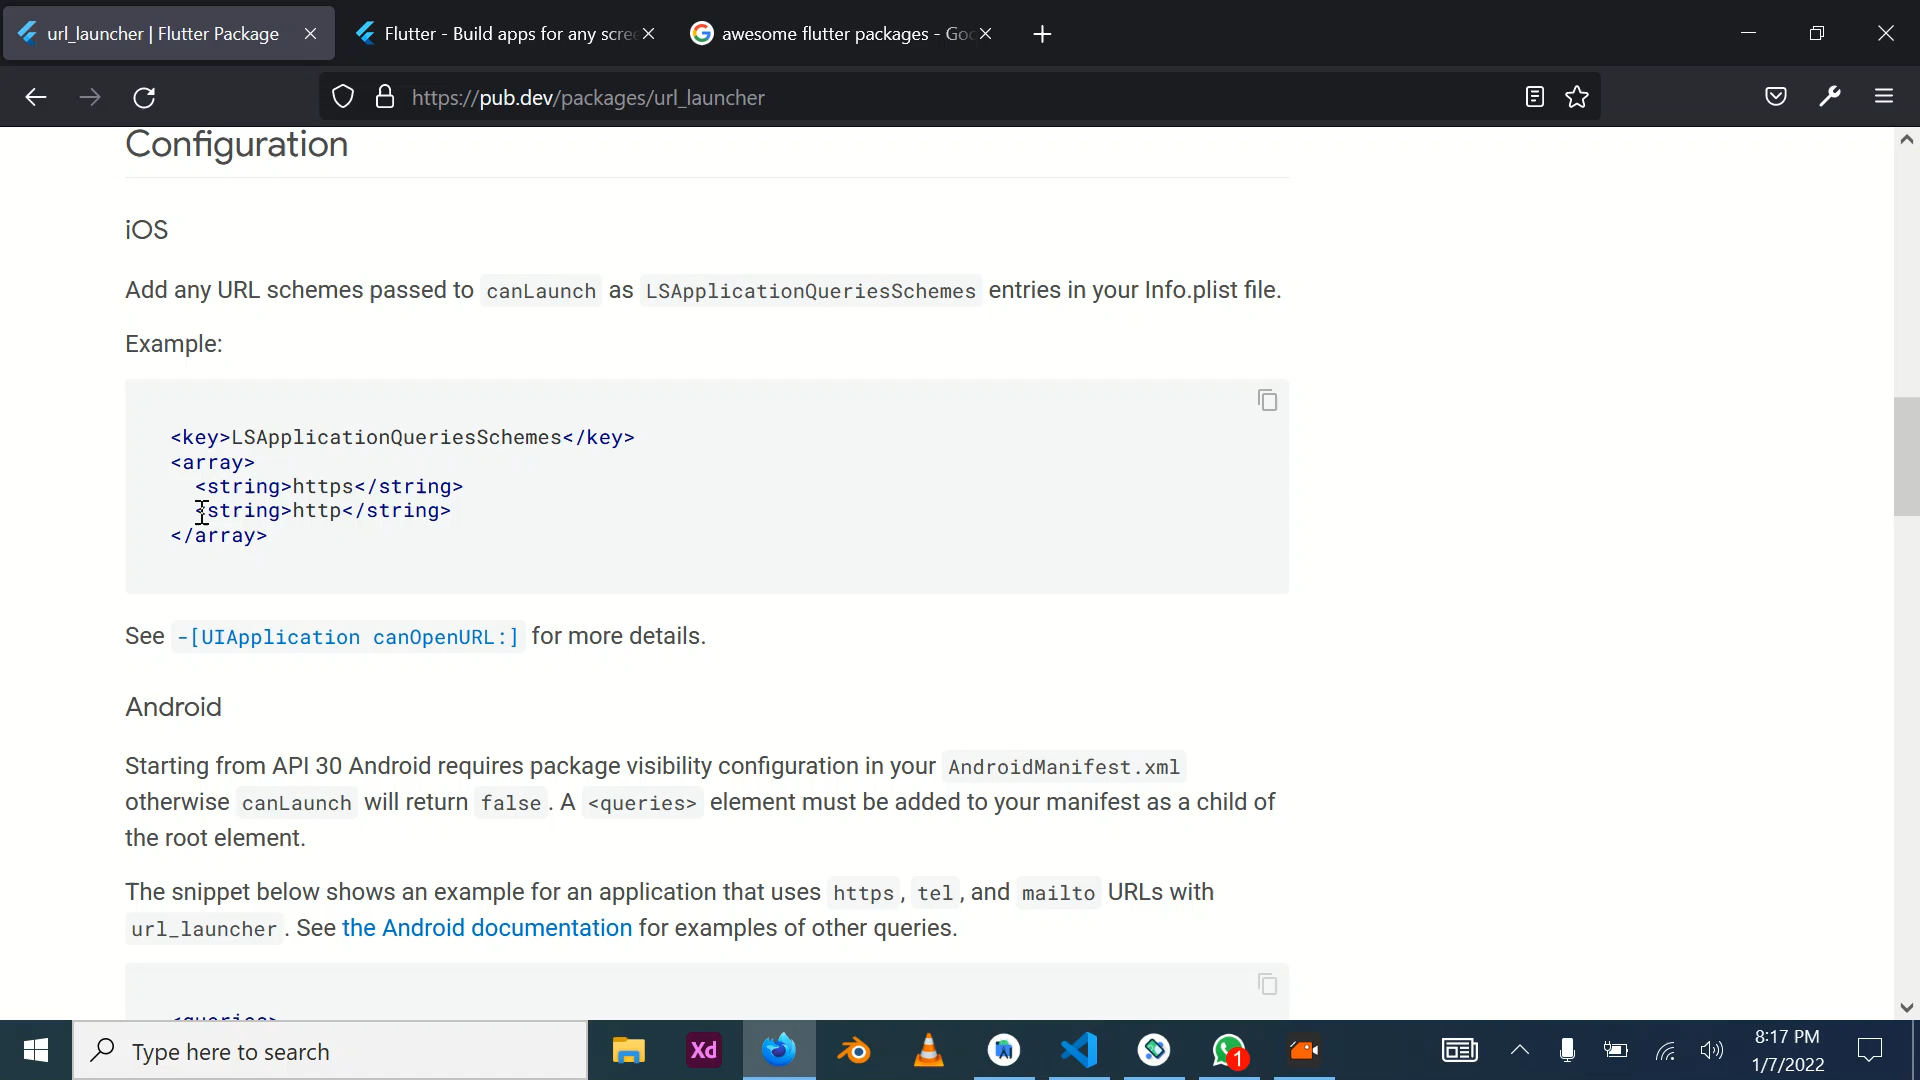 url_launcher | Flutter Package
Flutter - Build apps for any scre
awesome flutter packages - Goo
https://pub.dev/packages/url_launcher
Configuration
iOS
Add any URL schemes passed to canLaunch as LSApplicationQueriesSchemes entries in your Info.plist file.
Example:
<key>LSApplicationQueriesSchemes</key>
<array>
<string>https</string>
<string>http</string>
</array>
See -[UIApplication canOpenURL:] for more details.
Android
Starting from API 30 Android requires package visibility configuration in your AndroidManifest.xml
otherwise canLaunch will return false. A <queries> element must be added to your manifest as a child of
the root element.
The snippet below shows an example for an application that uses https, tel, and mailto URLs with
url_launcher. See the Android documentation for examples of other queries.
<queries>
Type here to search
Xd
1
8:17 PM
1/7/2022